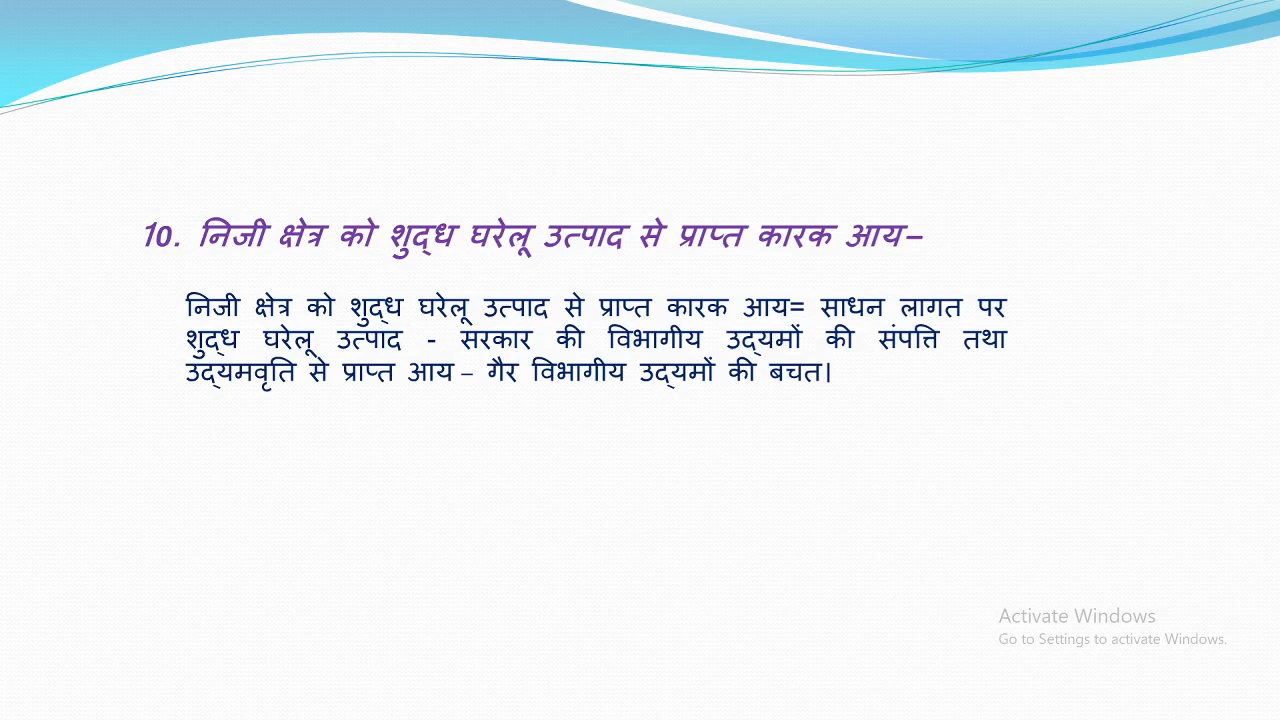 10. निजी क्षेत्र को शुद्ध घरेलू उत्पाद से प्राप्त कारक आय–
निजी क्षेत्र को शुद्ध घरेलू उत्पाद से प्राप्त कारक आय= साधन लागत पर
शुद्ध घरेलू उत्पाद - सरकार की विभागीय उद्यमों की संपत्ति तथा
उद्यमवृति से प्राप्त आय – गैर विभागीय उद्यमों की बचत।
Activate Windows
Go to Settings to activate Windows.